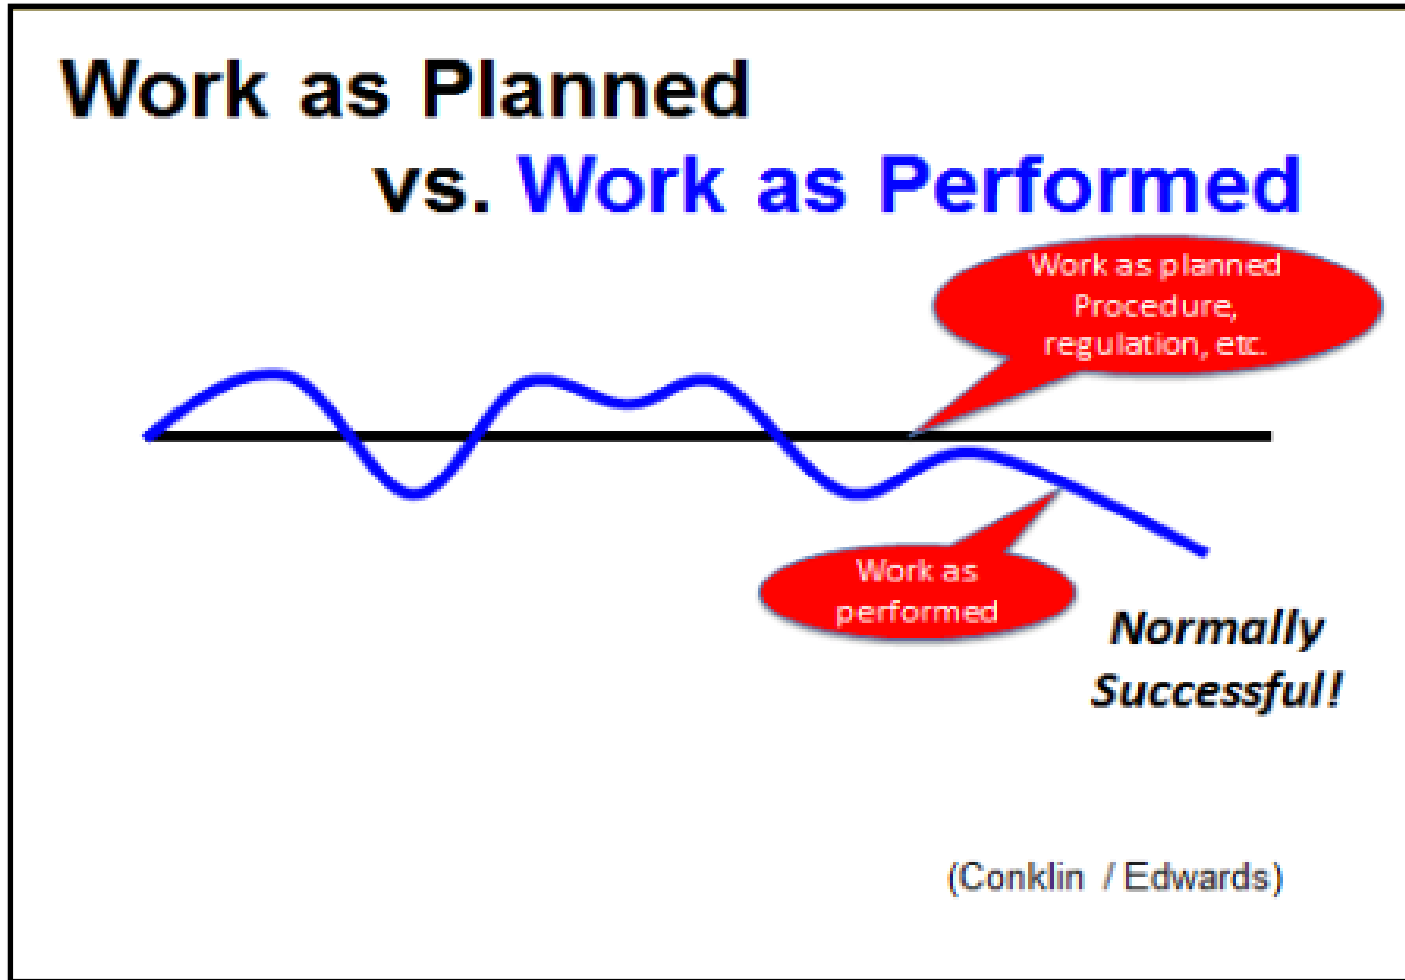 Work as Planned
vs. Work as Performed
Work as planned
Procedure,
regulation, etc.
Work as
performed
Normally
Successful!
(Conklin / Edwards)